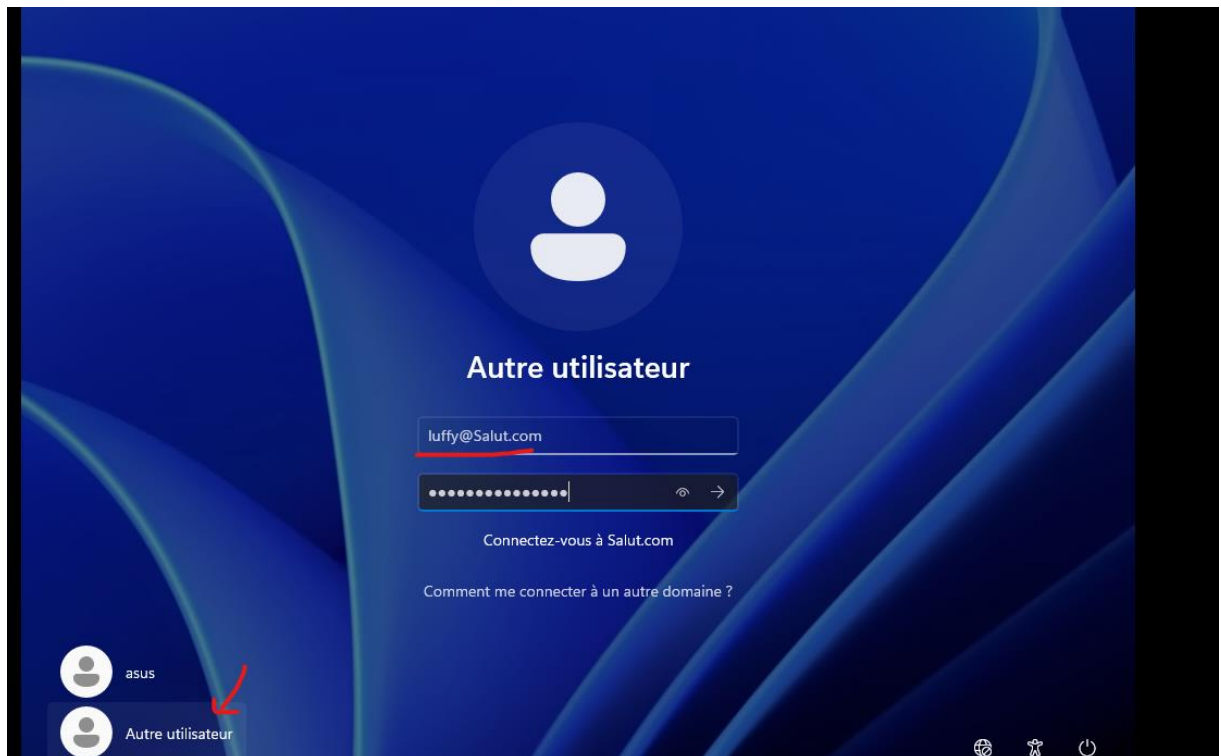 Autre utilisateur
luffy@Salut.com
Connectez-vous à Salut.com
Comment me connecter à un autre domaine ?
asus
Autre utilisateur